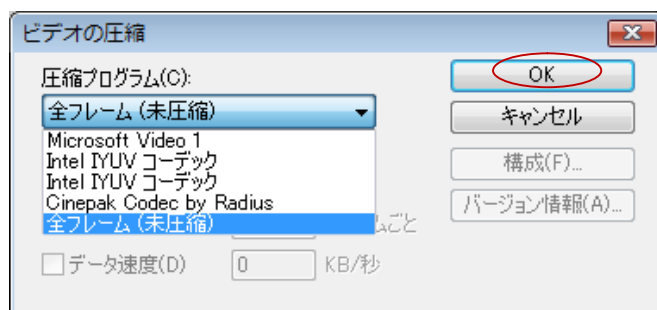 ビデオの圧縮
圧縮プログラム(C):
全フレーム (未圧縮)
Microsoft Video 1
Intel IYUV コーデック
Intel IYUV コーデック
Cinepak Codec by Radius
全フレーム (未圧縮)
ムごと
データ速度(D)
0
KB/秒
OK
キャンセル
構成(F)...
バージョン情報(A)...